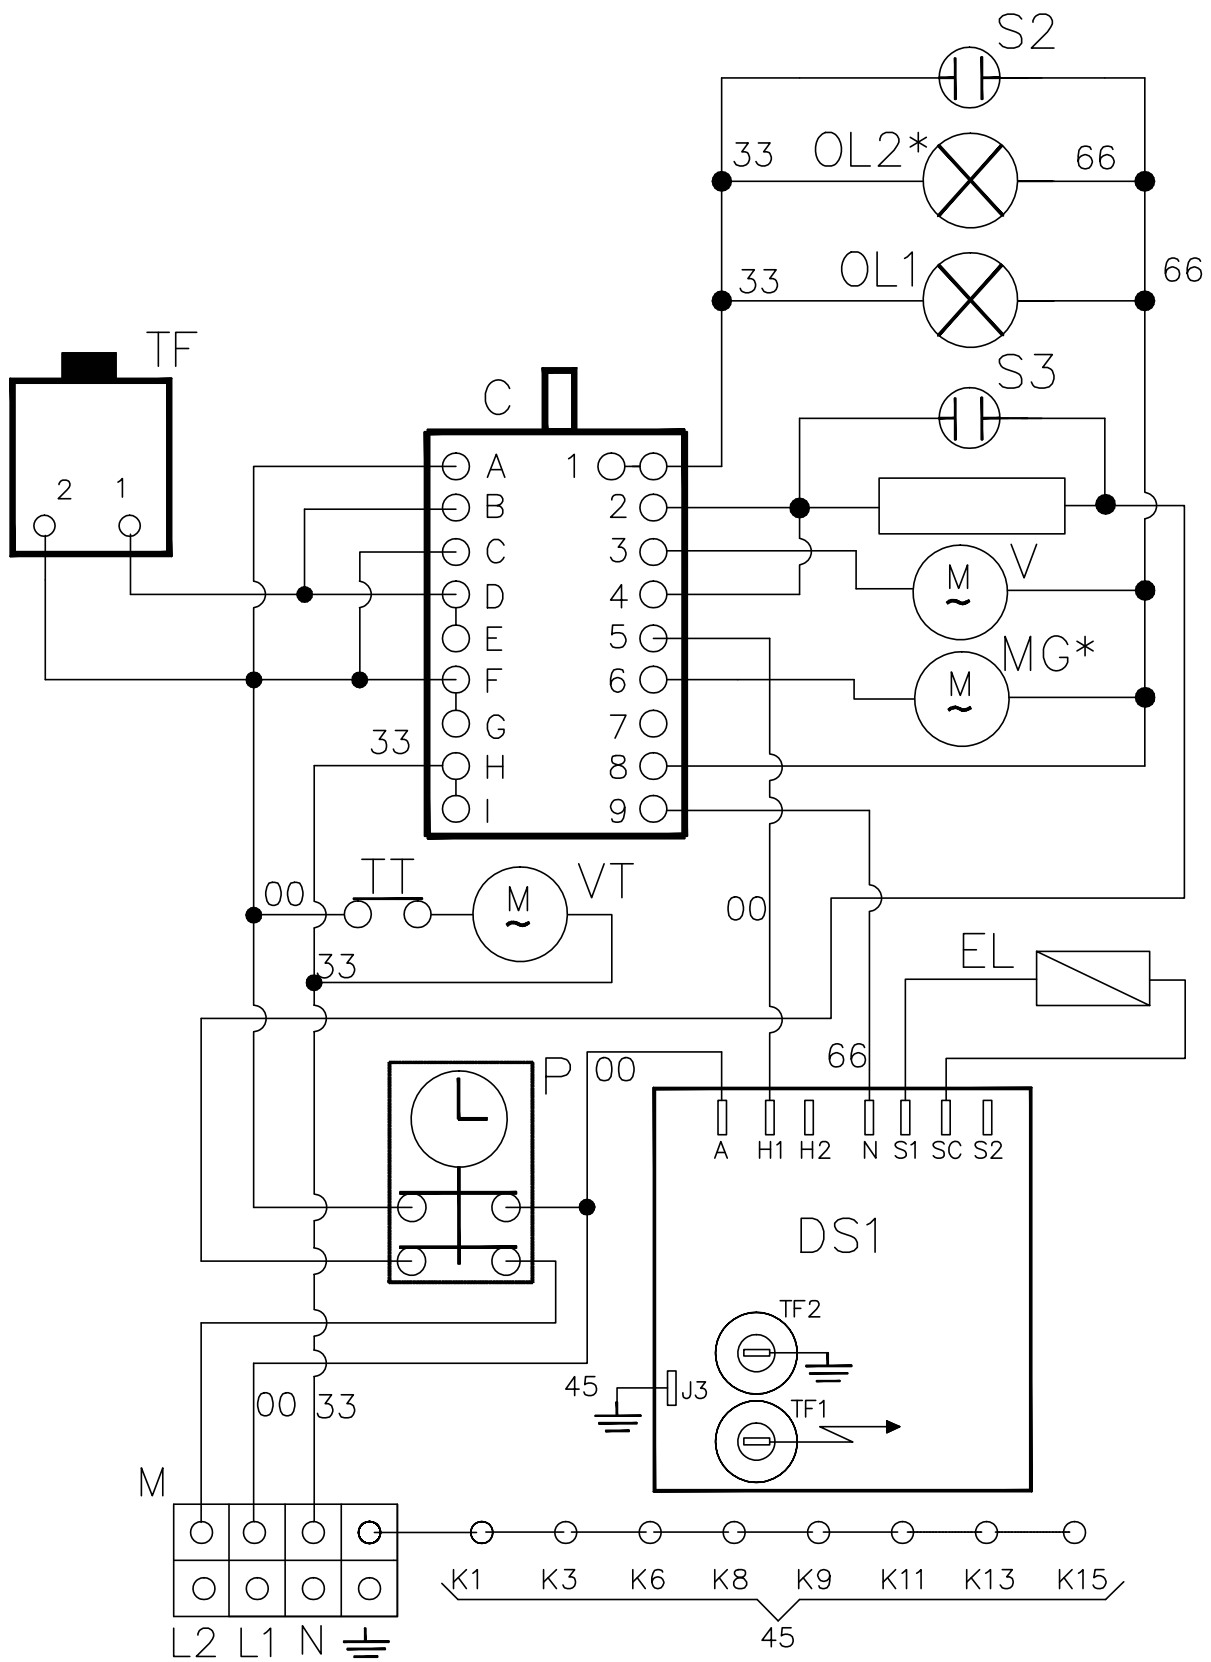 S2
33 OL2* 66
33 OL1 66
TF
S3
C
A 1
2 1
B 2
C 3 V
M
D 4
E 5 MG*
F 6 M
G 7
33
H 8
I 9
TT VT
00 M 00
33 EL
66
P 00
A H1 H2 N S1 SC S2
DS1
TF2
45 J3
00 33 TF1
M
K1 K3 K6 K8 K9 K11 K13 K15
L2 L1 N 45